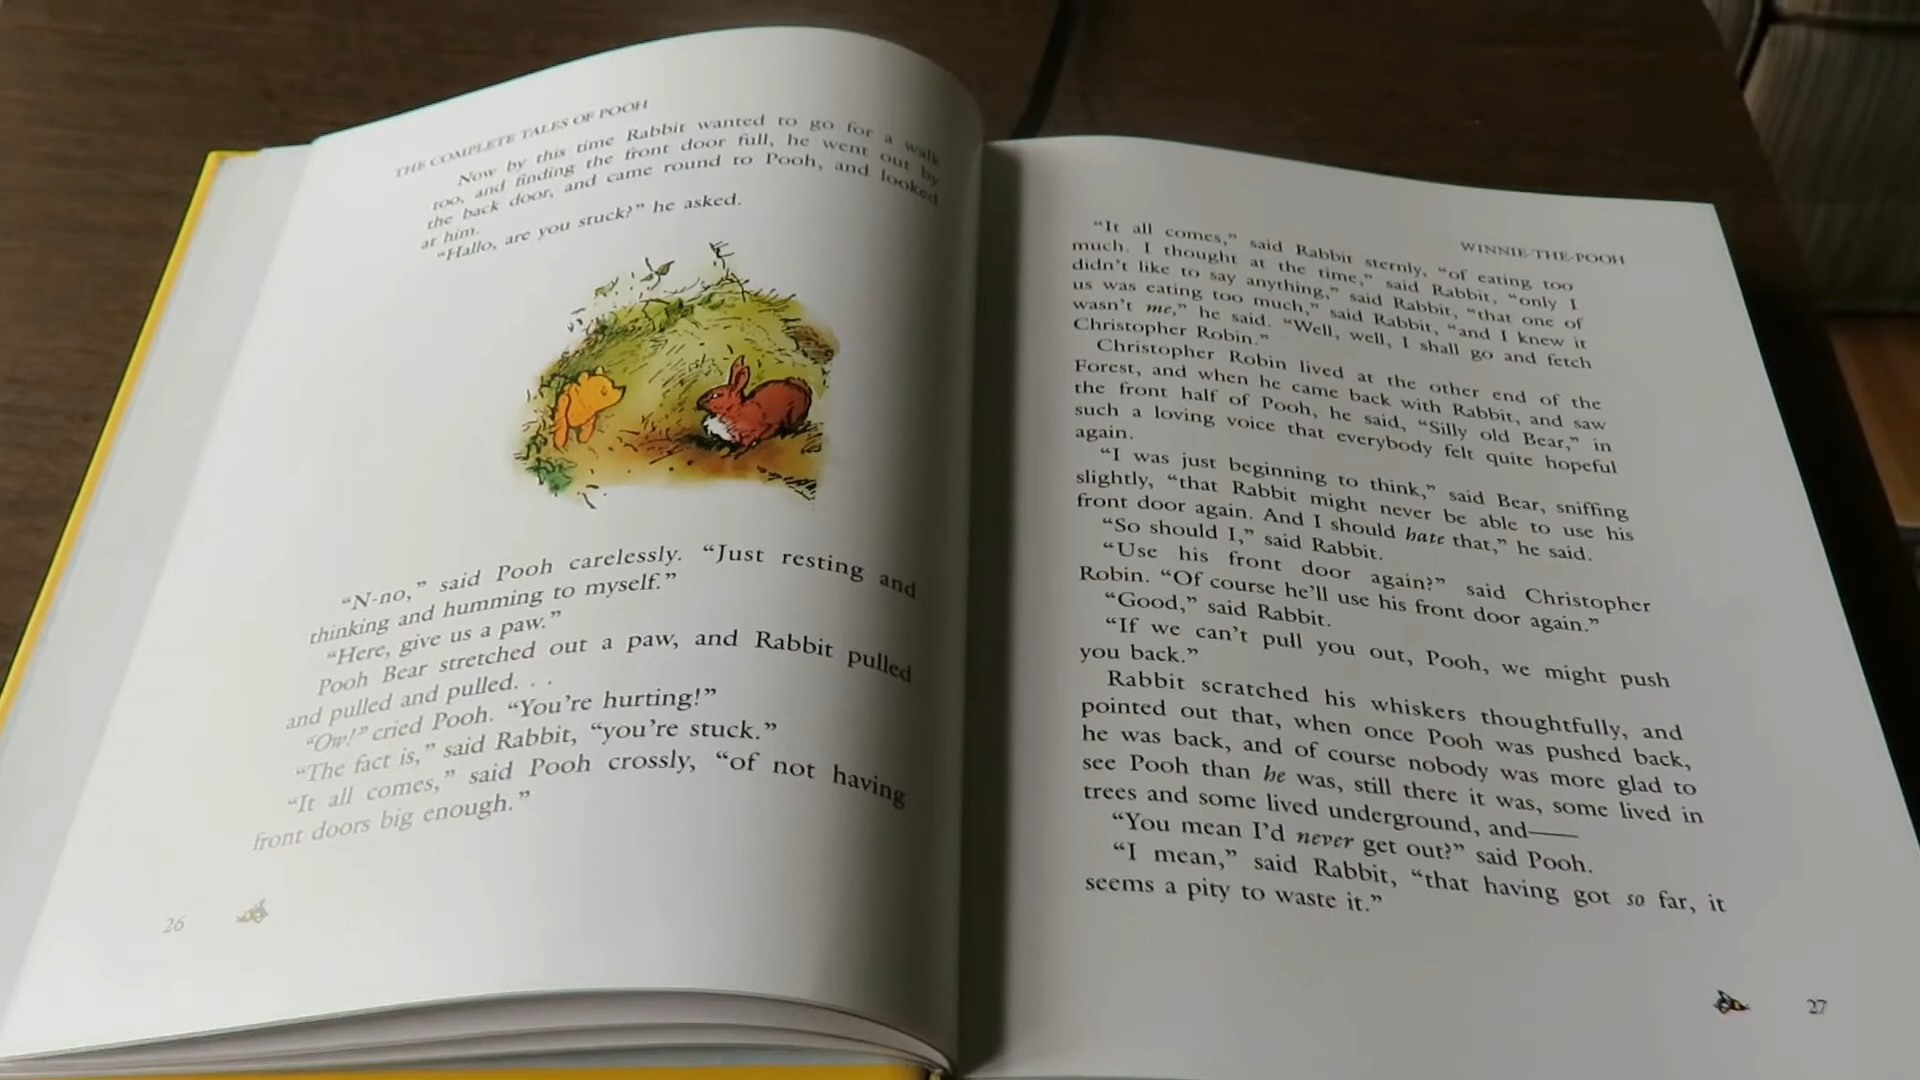 THE COMPLETE TALES OF POOH
Now by this time Rabbit wanted to go for a walk
too, and finding the front door full, he went out by
the back door, and came round to Pooh, and looked
at him.
“Hallo, are you stuck?” he asked.
“N-no,” said Pooh carelessly. “Just resting and
thinking and humming to myself.”
“Here, give us a paw.”
Pooh Bear stretched out a paw, and Rabbit pulled
and pulled and pulled. . .
“Ow!” cried Pooh. “You’re hurting!”
“The fact is,” said Rabbit, “you’re stuck.”
“It all comes,” said Pooh crossly, “of not having
front doors big enough.”
26
WINNIE-THE-POOH
“It all comes,” said Rabbit sternly, “of eating too
much. I thought at the time,” said Rabbit, “only I
didn’t like to say anything,” said Rabbit, “that one of
us was eating too much,” said Rabbit, “and I knew it
wasn’t me,” he said. “Well, well, I shall go and fetch
Christopher Robin.”
Christopher Robin lived at the other end of the
Forest, and when he came back with Rabbit, and saw
the front half of Pooh, he said, “Silly old Bear,” in
such a loving voice that everybody felt quite hopeful
again.
“I was just beginning to think,” said Bear, sniffing
slightly, “that Rabbit might never be able to use his
front door again. And I should hate that,” he said.
“So should I,” said Rabbit.
“Use his front door again?” said Christopher
Robin. “Of course he’ll use his front door again.”
“Good,” said Rabbit.
“If we can’t pull you out, Pooh, we might push
you back.”
Rabbit scratched his whiskers thoughtfully, and
pointed out that, when once Pooh was pushed back,
he was back, and of course nobody was more glad to
see Pooh than he was, still there it was, some lived in
trees and some lived underground, and——
“You mean I’d never get out?” said Pooh.
“I mean,” said Rabbit, “that having got so far, it
seems a pity to waste it.”
27